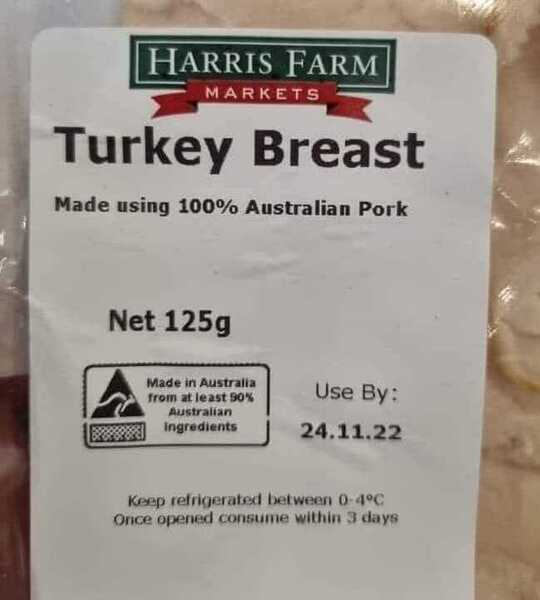 HARRIS FARM
MARKETS
Turkey Breast
Made using 100% Australian Pork
Net 125g
Made in Australia
from at least 90%
Australian
ingredients
Use By:
24.11.22
Keep refrigerated between 0-4°C
Once opened consume within 3 days